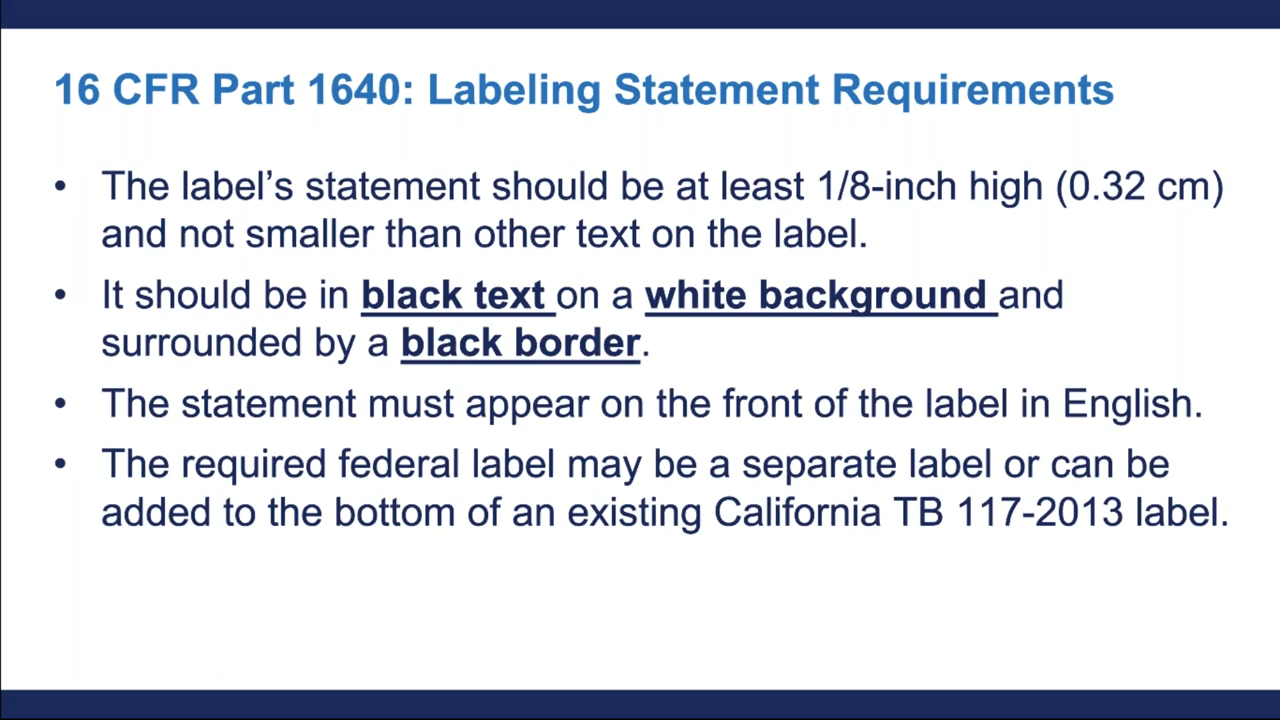 16 CFR Part 1640: Labeling Statement Requirements
• The label’s statement should be at least 1/8-inch high (0.32 cm)
and not smaller than other text on the label.
• It should be in black text on a white background and
surrounded by a black border.
• The statement must appear on the front of the label in English.
• The required federal label may be a separate label or can be
added to the bottom of an existing California TB 117-2013 label.